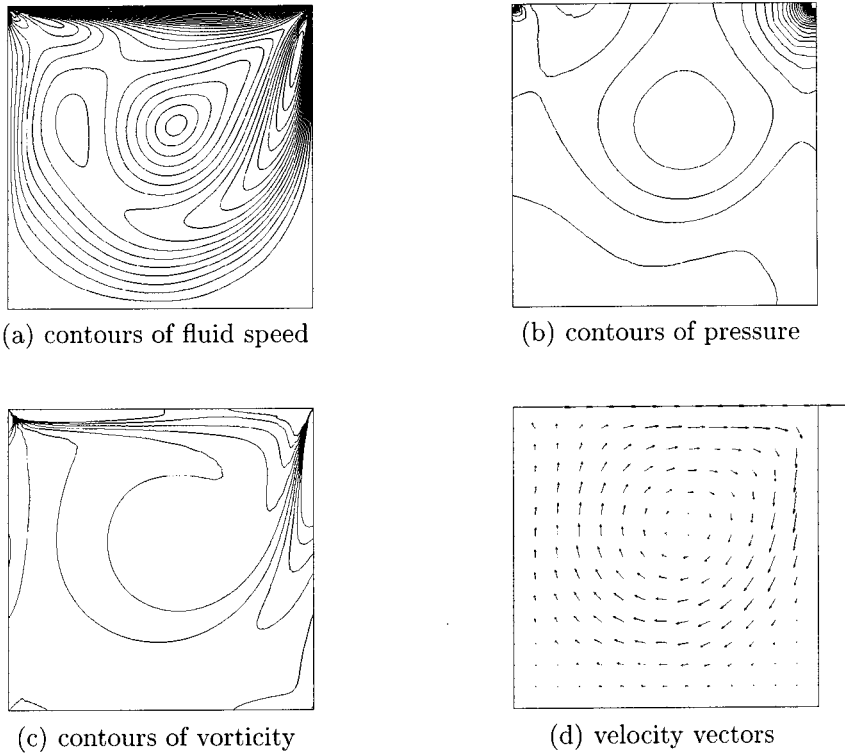 (a) contours of fluid speed
(b) contours of pressure
(c) contours of vorticity
(d) velocity vectors